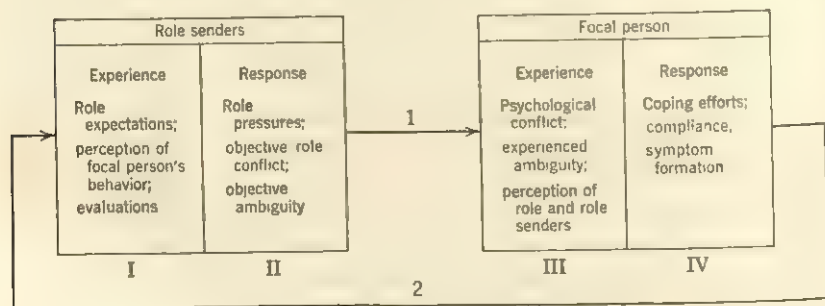 Role senders
Experience
Role
expectations;
perception of
focal person's
behavior;
evaluations
I
Response
Role
pressures;
objective role
conflict;
objective
ambiguity
II
1
Focal person
Experience
Psychological
conflict;
experienced
ambiguity;
perception of
role and role
senders
III
Response
Coping efforts;
compliance,
symptom
formation
IV
2